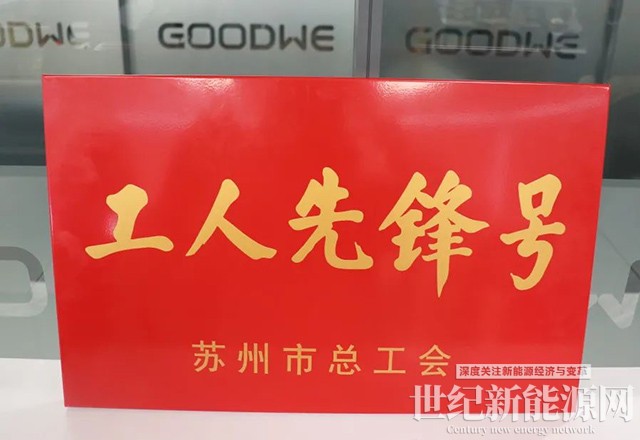 GOODWE GOODWE
工人先锋号
苏州市总工会
深度关注新能源经济与变革
世纪新能源网
Century new energy network